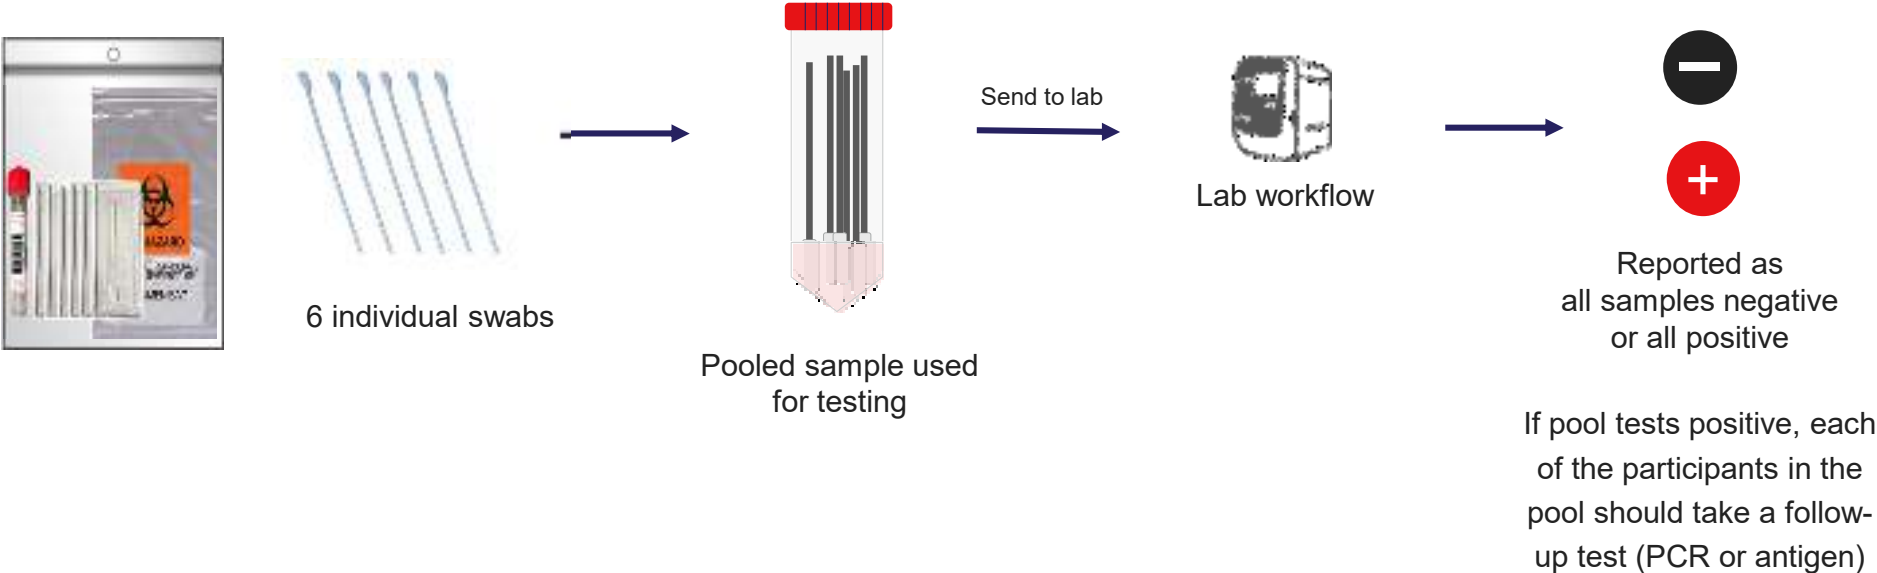 6 individual swabs
Pooled sample used
for testing
Send to lab
Lab workflow
Reported as
all samples negative
or all positive
If pool tests positive, each
of the participants in the
pool should take a follow-
up test (PCR or antigen)